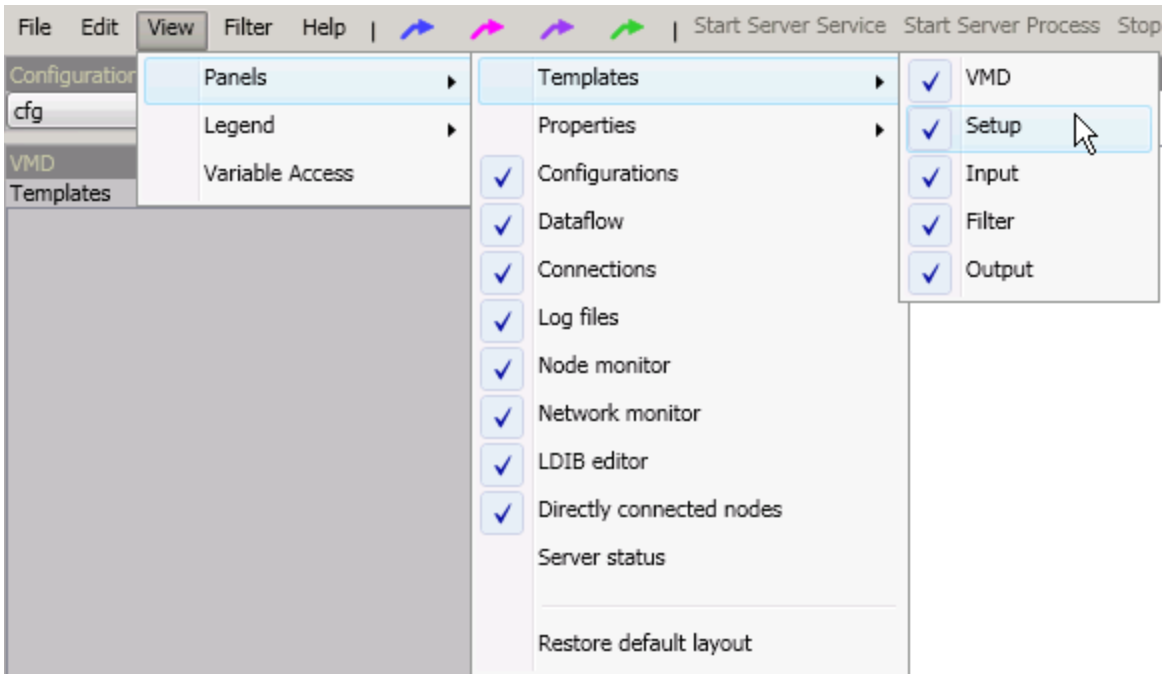 File Edit View Filter Help | | Start Server Service Start Server Process Stop
Configuration
cfg
VMD
Templates
Panels
Legend
Variable Access
Templates
Properties
Configurations
Dataflow
Connections
Log files
Node monitor
Network monitor
LDIB editor
Directly connected nodes
Server status
Restore default layout
VMD
Setup
Input
Filter
Output